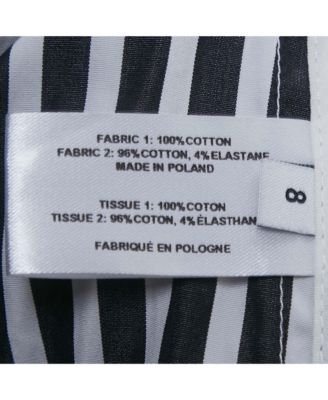 FABRIC 1: 100%COTTON
FABRIC 2: 96%COTTON, 4%ELASTANE
MADE IN POLAND
TISSUE 1: 100%COTON
TISSUE 2: 96%COTON, 4%ÉLASTHAN
FABRIQUÉ EN POLOGNE
8